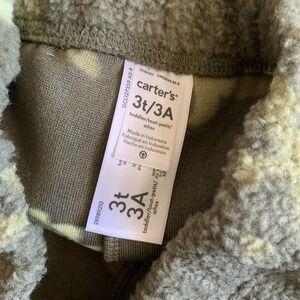 carter's®
3t/3A
toddler/tout-petit/
años
Made in Indonesia
Fabriqué en Indonésie
Hecho en Indonesia
3t
3A
toddler/tout-petit/
años